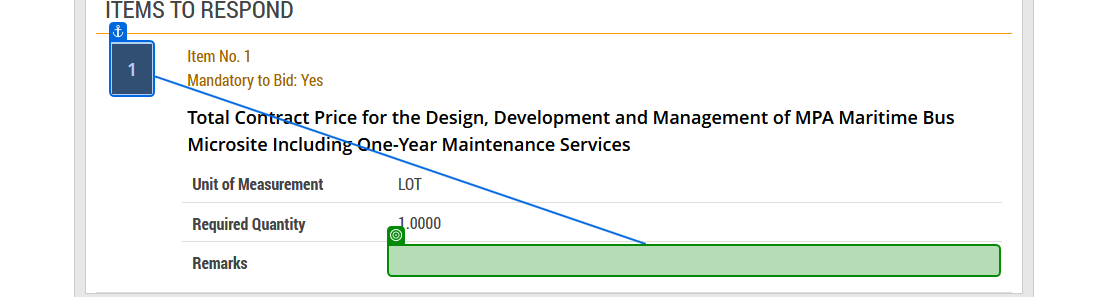 ITEMS TO RESPOND
1
Item No. 1
Mandatory to Bid: Yes
Total Contract Price for the Design, Development and Management of MPA Maritime Bus
Microsite Including One-Year Maintenance Services
Unit of Measurement LOT
Required Quantity 1.0000
Remarks